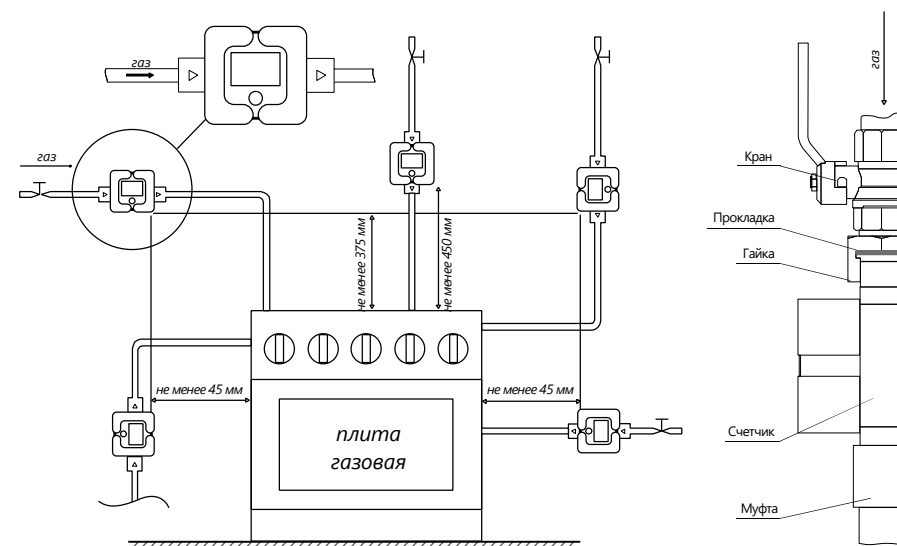 газ
газ
не менее 375 мм
не менее 450 мм
не менее 45 мм
не менее 45 мм
плита
газовая
газ
Кран
Прокладка
Гайка
Счетчик
Муфта